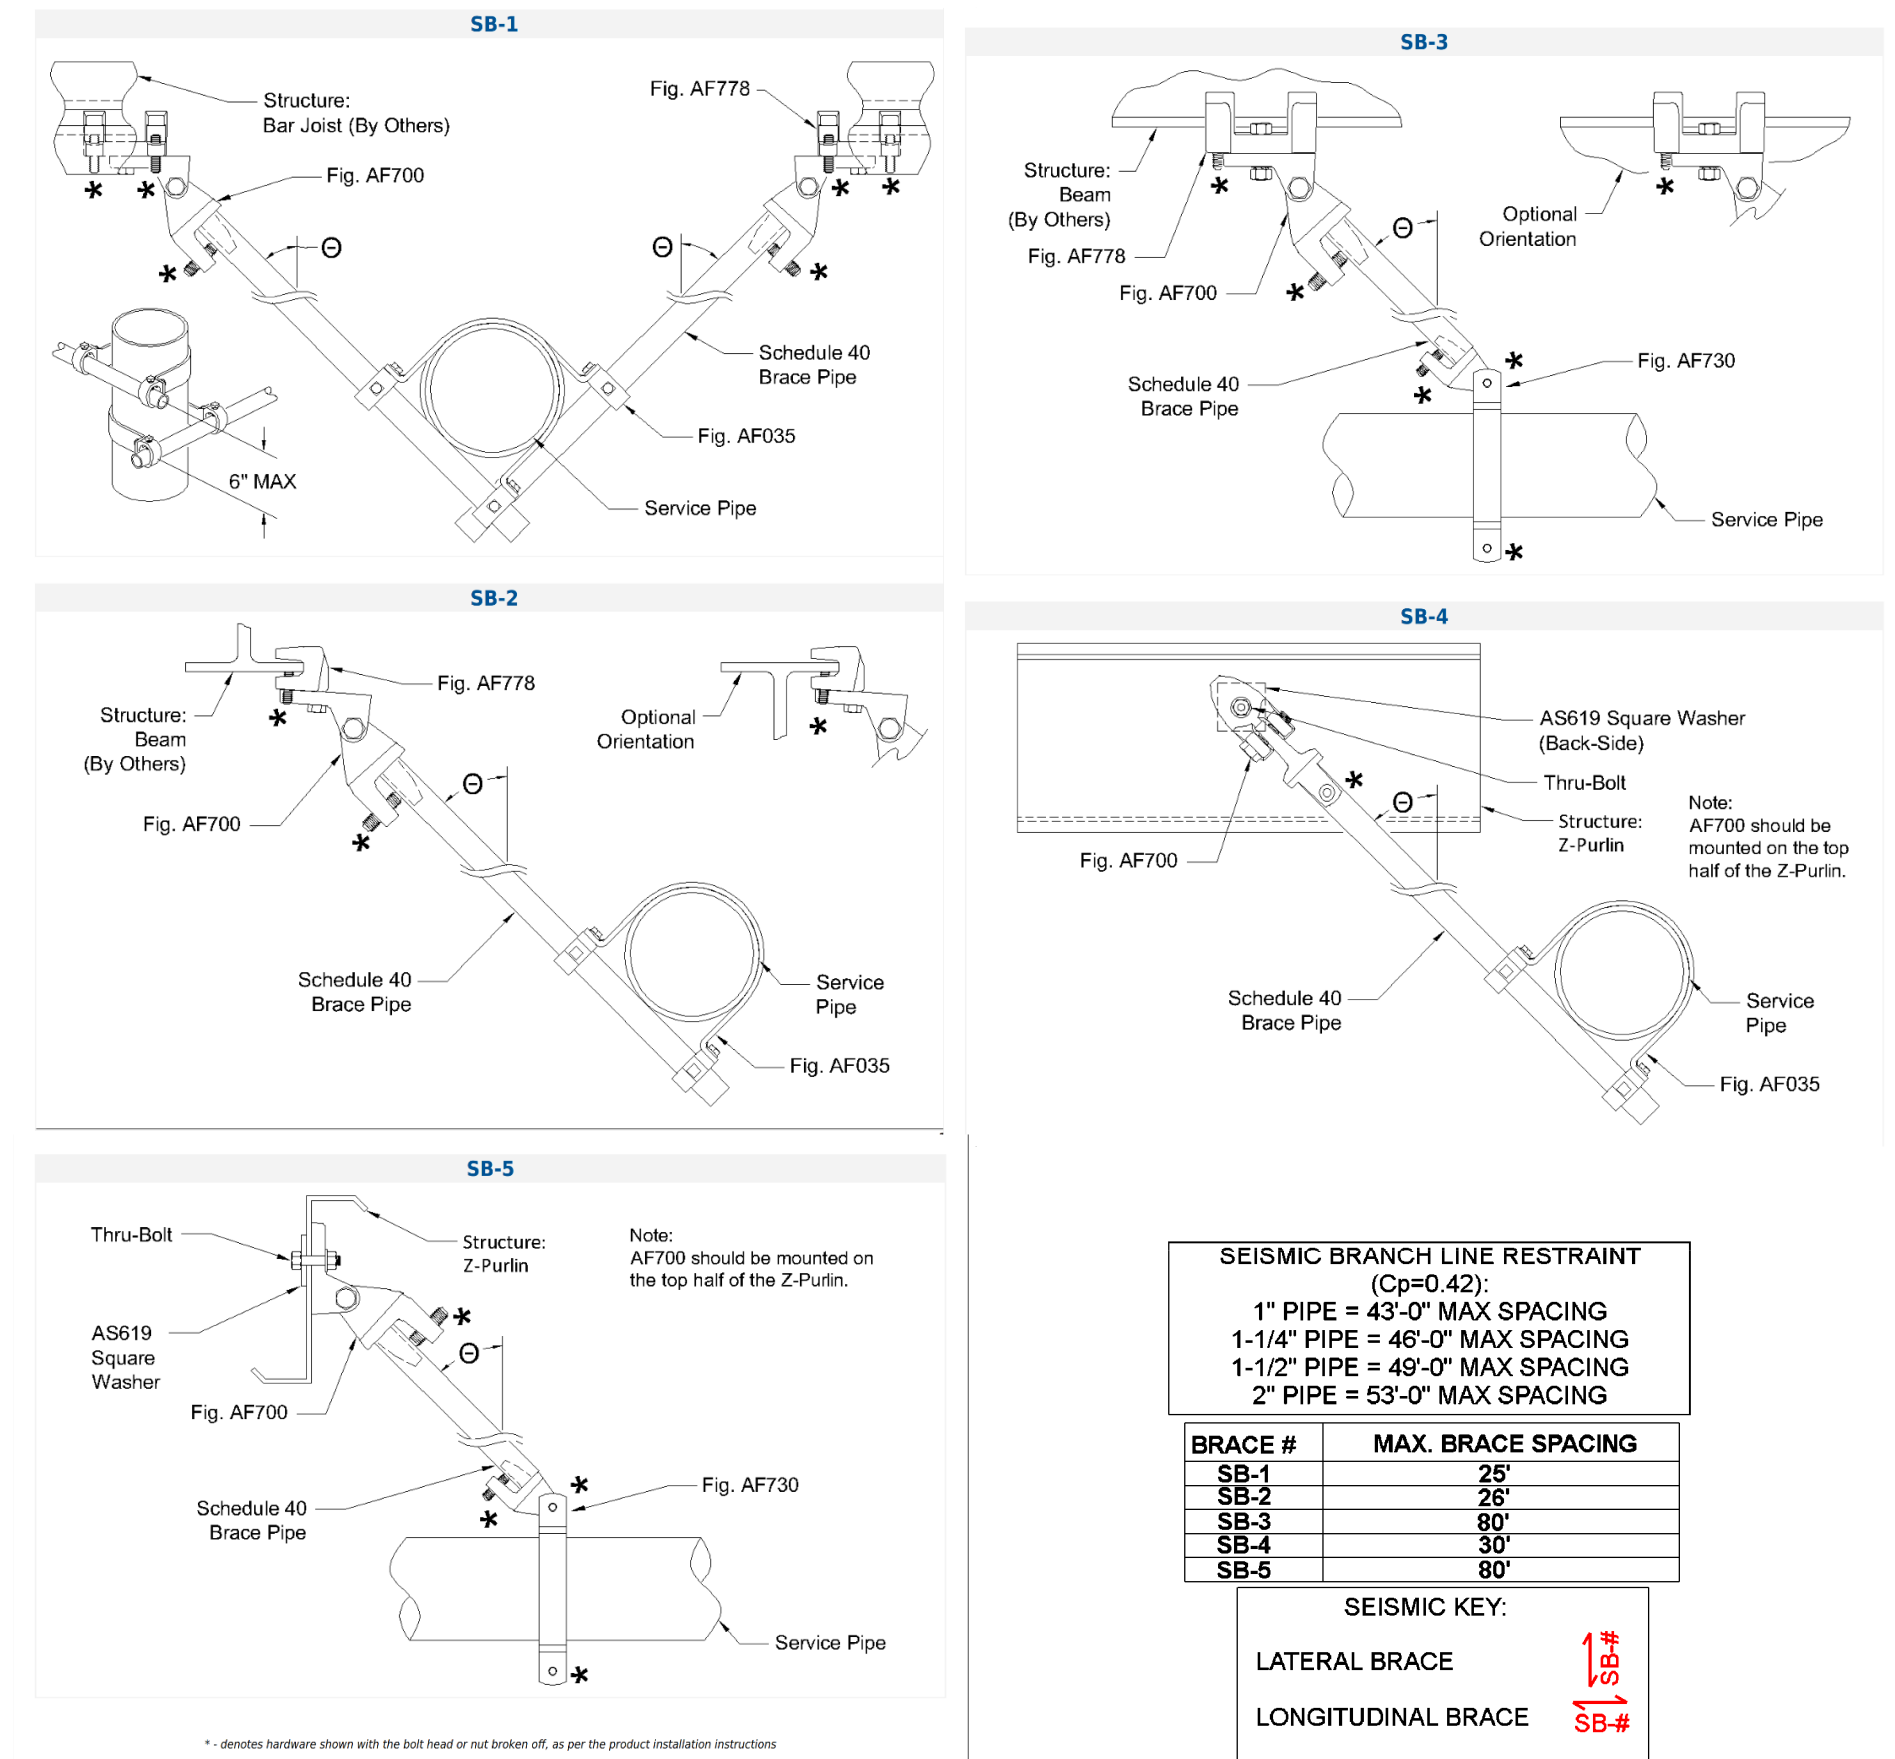 SB-1
Structure:
Bar Joist (By Others)
Fig. AF700
Fig. AF778
* * * *
Θ Θ
* *
Schedule 40
Brace Pipe
Fig. AF035
6" MAX
Service Pipe
SB-3
Structure:
Beam
(By Others)
Fig. AF778
Fig. AF700
* *
Optional
Orientation
Θ
*
Schedule 40
Brace Pipe
*
*
Fig. AF730
Service Pipe
*
SB-2
Fig. AF778
Structure:
Beam
(By Others)
* *
Optional
Orientation
Fig. AF700
*
Θ
Schedule 40
Brace Pipe
Service
Pipe
Fig. AF035
SB-4
AS619 Square Washer
(Back-Side)
Thru-Bolt
*
Θ
Structure:
Z-Purlin
Note:
AF700 should be
mounted on the top
half of the Z-Purlin.
Fig. AF700
Schedule 40
Brace Pipe
Service
Pipe
Fig. AF035
SB-5
Thru-Bolt
Structure:
Z-Purlin
Note:
AF700 should be mounted on
the top half of the Z-Purlin.
AS619
Square
Washer
*
Θ
Fig. AF700
Schedule 40
Brace Pipe
*
*
Fig. AF730
Service Pipe
*
* - denotes hardware shown with the bolt head or nut broken off, as per the product installation instructions
SEISMIC BRANCH LINE RESTRAINT
(Cp=0.42):
1" PIPE = 43'-0" MAX SPACING
1-1/4" PIPE = 46'-0" MAX SPACING
1-1/2" PIPE = 49'-0" MAX SPACING
2" PIPE = 53'-0" MAX SPACING
BRACE # MAX. BRACE SPACING
SB-1 25'
SB-2 26'
SB-3 80'
SB-4 30'
SB-5 80'
SEISMIC KEY:
LATERAL BRACE SB-#
LONGITUDINAL BRACE SB-#